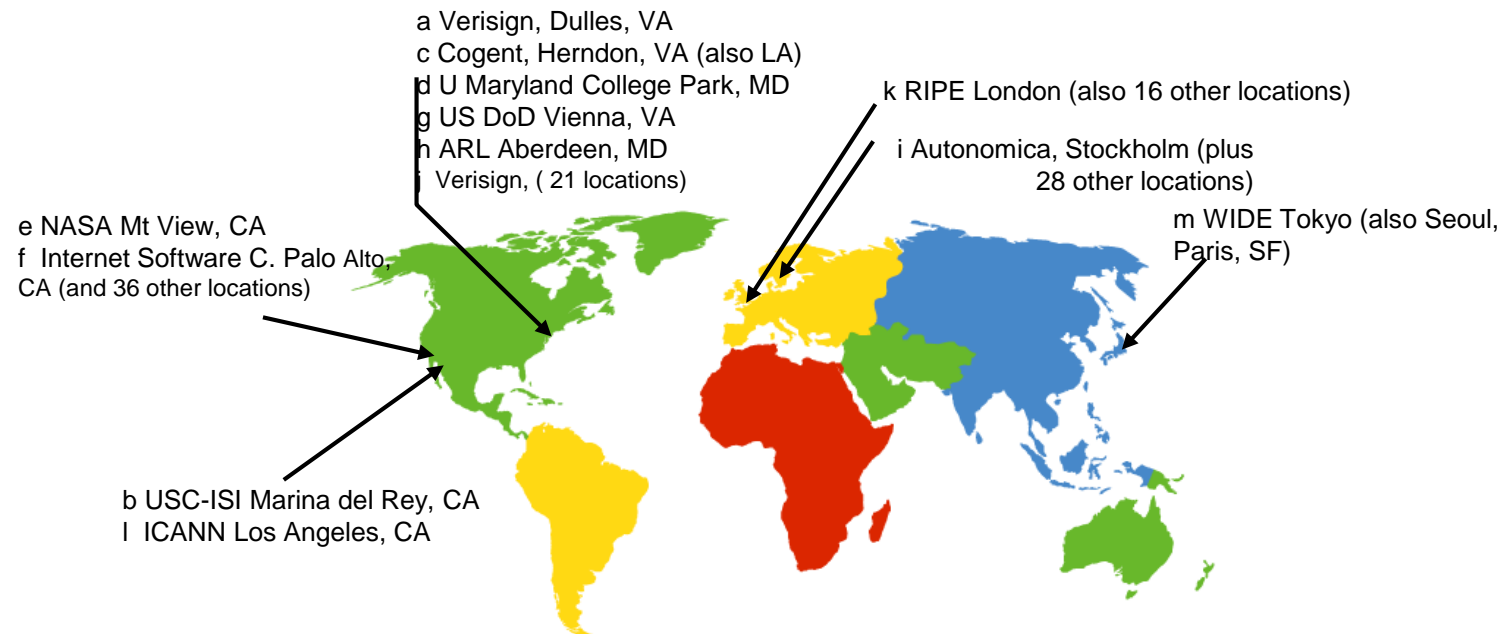 a Verisign, Dulles, VA
c Cogent, Herndon, VA (also LA)
d U Maryland College Park, MD
g US DoD Vienna, VA
h ARL Aberdeen, MD
j Verisign, ( 21 locations)
k RIPE London (also 16 other locations)
i Autonomica, Stockholm (plus
28 other locations)
m WIDE Tokyo (also Seoul,
Paris, SF)
e NASA Mt View, CA
f Internet Software C. Palo Alto,
CA (and 36 other locations)
b USC-ISI Marina del Rey, CA
l ICANN Los Angeles, CA